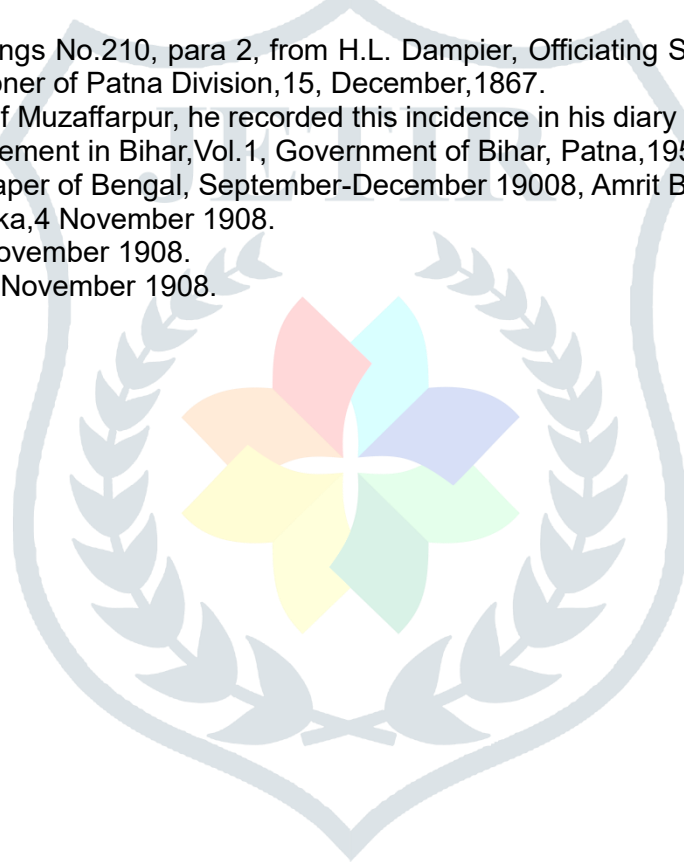 ngs No.210, para 2, from H.L. Dampier, Officiating S
ner of Patna Division,15, December,1867.
f Muzaffarpur, he recorded this incidence in his diary
ement in Bihar,Vol.1, Government of Bihar, Patna,195
aper of Bengal, September-December 19008, Amrit B
ka,4 November 1908.
ovember 1908.
November 1908.
JETIR